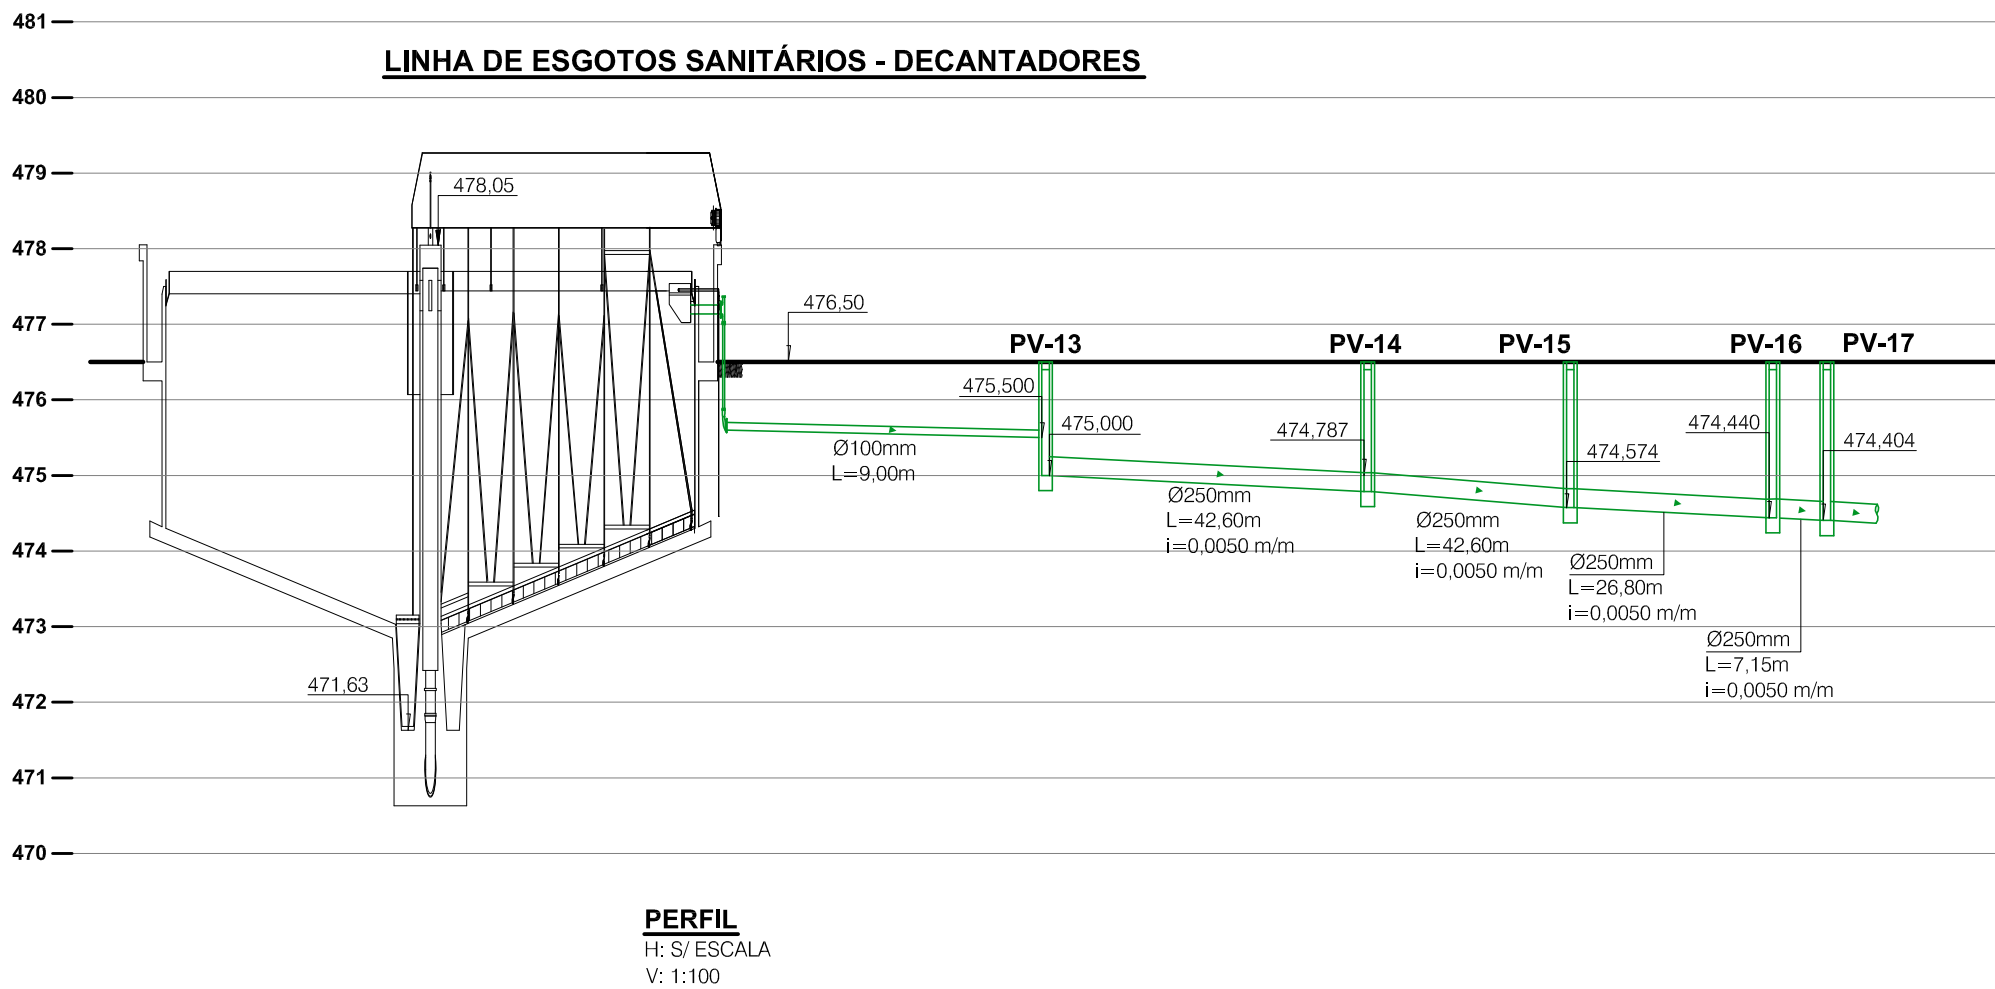 LINHA DE ESGOTOS SANITÁRIOS - DECANTADORES
481
480
479
478
477
476
475
474
473
472
471
470
478,05
476,50
471,63
PV-13
PV-14
PV-15
PV-16
PV-17
475,500
475,000
474,787
474,574
474,440
474,404
Ø100mm
L=9,00m
Ø250mm
L=42,60m
i=0,0050 m/m
Ø250mm
L=42,60m
i=0,0050 m/m
Ø250mm
L=26,80m
i=0,0050 m/m
Ø250mm
L=7,15m
i=0,0050 m/m
PERFIL
H: S/ ESCALA
V: 1:100